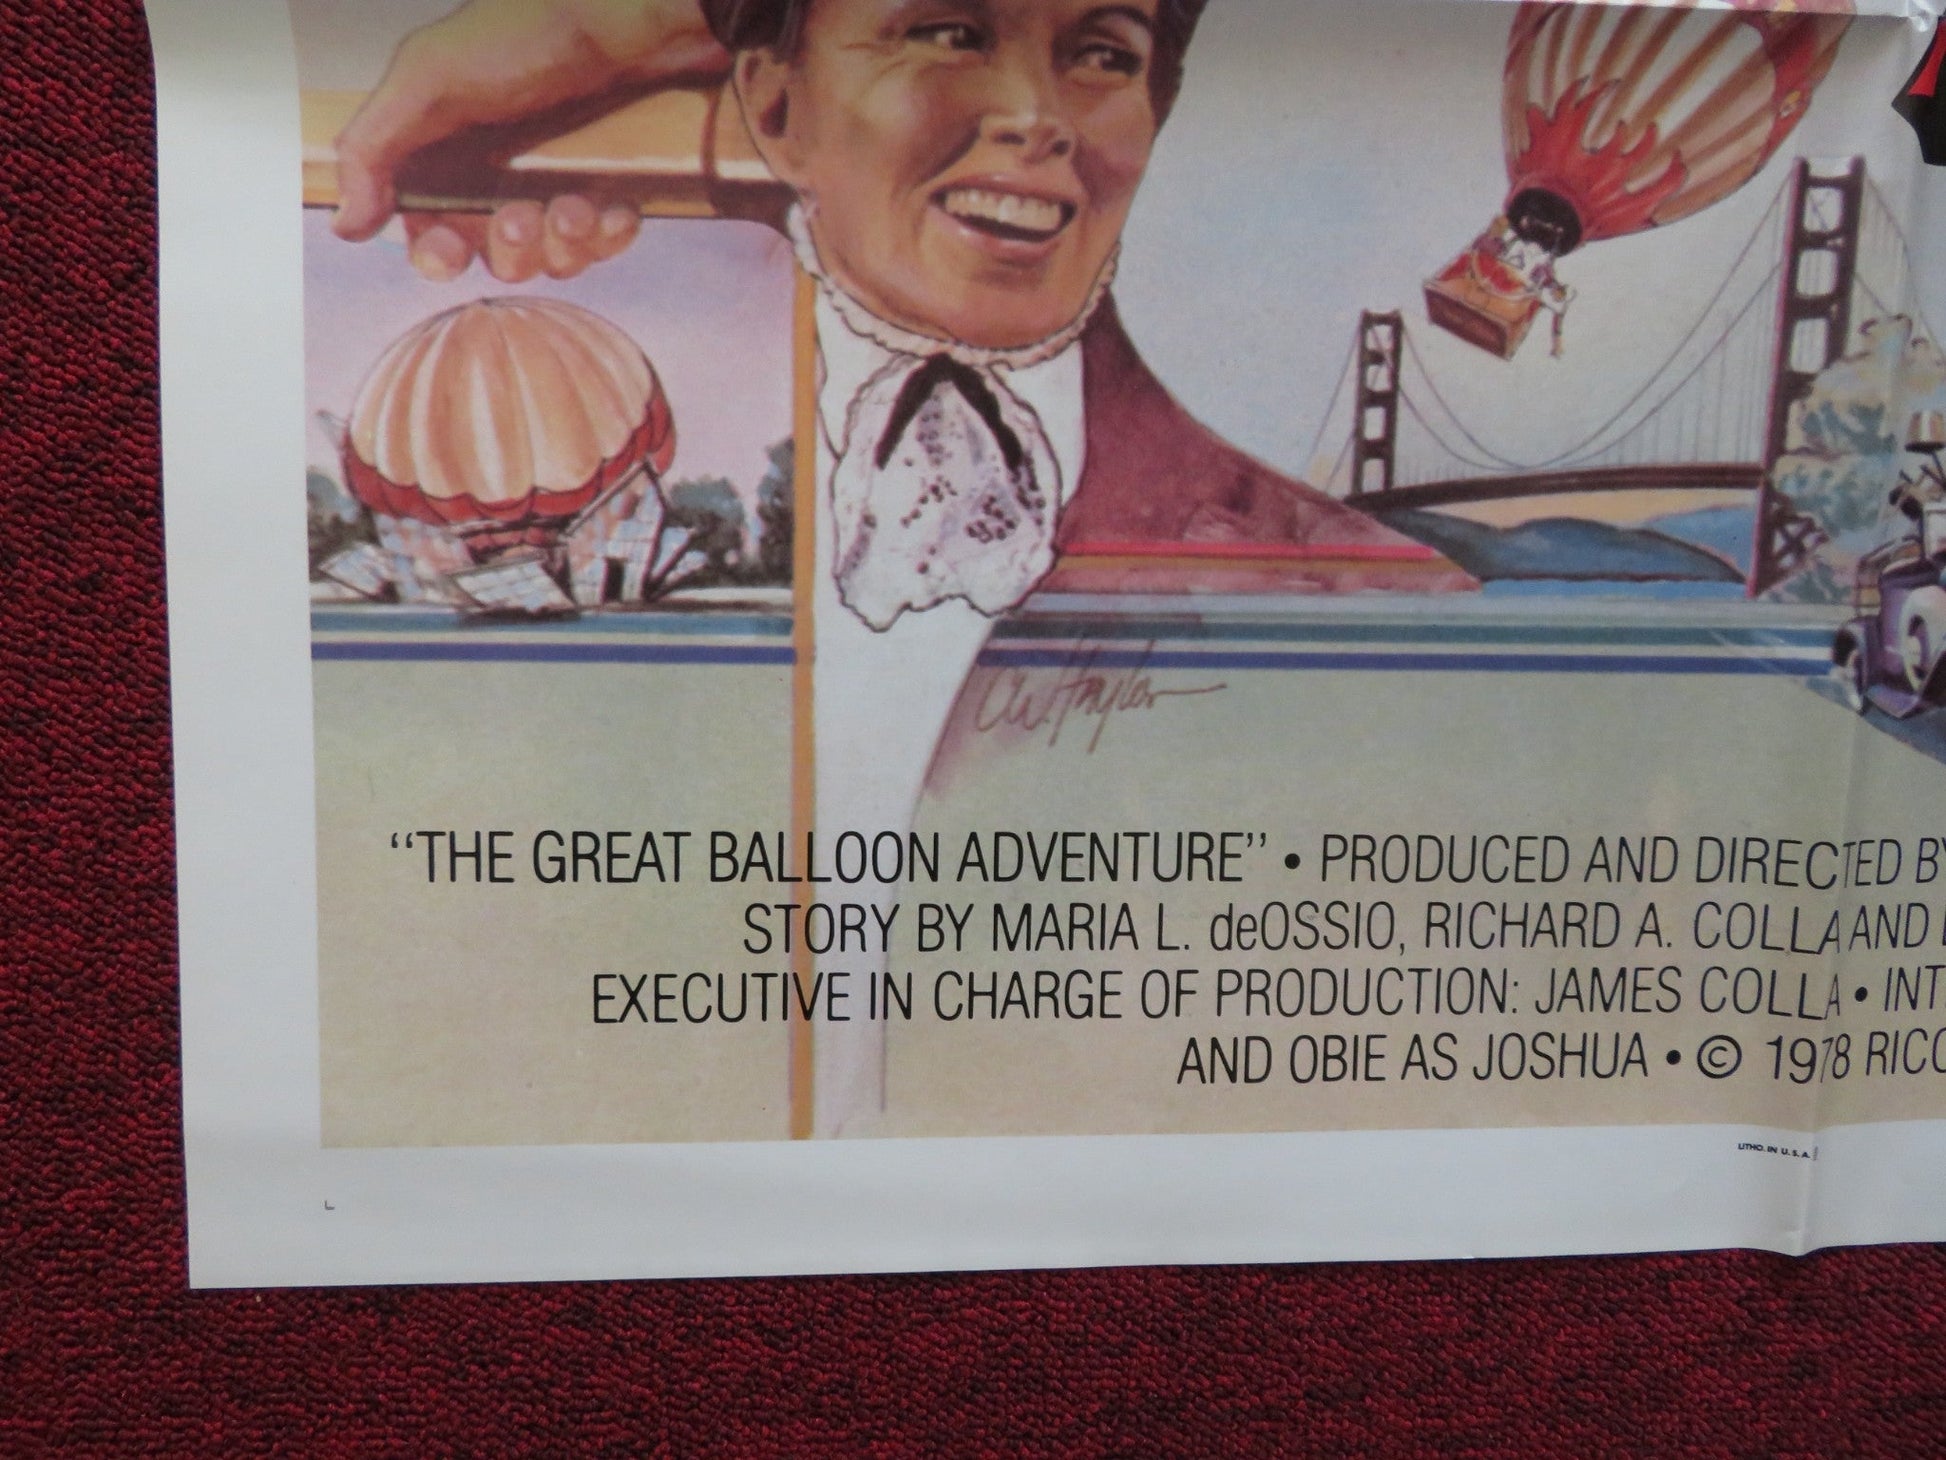 "THE GREAT BALLOON ADVENTURE" • PRODUCED AND DIRECTED BY
STORY BY MARIA L. deOSSIO, RICHARD A. COLLA AND
EXECUTIVE IN CHARGE OF PRODUCTION: JAMES COLLA •
AND OBIE AS JOSHUA • © 1978
LITHO. IN U.S.A.